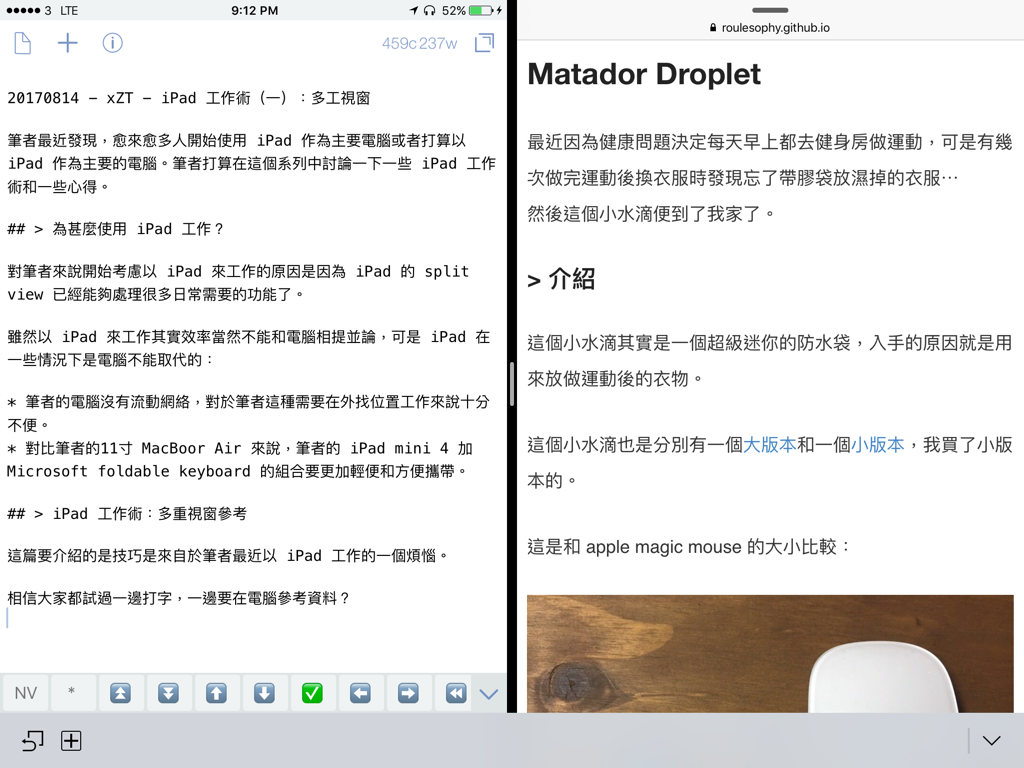 3 LTE 9:12 PM 52%
459c237w
20170814 - xZT - iPad 工作術（一）：多工視窗
筆者最近發現，愈來愈多人開始使用 iPad 作為主要電腦或者打算以
iPad 作為主要的電腦。筆者打算在這個系列中討論一下一些 iPad 工作
術和一些心得。
## > 為甚麼使用 iPad 工作？
對筆者來說開始考慮以 iPad 來工作的原因是因為 iPad 的 split
view 已經能夠處理很多日常需要的功能了。
雖然以 iPad 來工作其實效率當然不能和電腦相提並論，可是 iPad 在
一些情況下是電腦不能取代的：
* 筆者的電腦沒有流動網絡，對於筆者這種需要在外找位置工作來說十分
不便。
* 對比筆者的11寸 MacBoor Air 來說，筆者的 iPad mini 4 加
Microsoft foldable keyboard 的組合要更加輕便和方便攜帶。
## > iPad 工作術：多重視窗參考
這篇要介紹的是技巧是來自於筆者最近以 iPad 工作的一個煩惱。
相信大家都試過一邊打字，一邊要在電腦參考資料？
NV *
roulesophy.github.io
Matador Droplet
最近因為健康問題決定每天早上都去健身房做運動，可是有幾
次做完運動後換衣服時發現忘了帶膠袋放濕掉的衣服…
然後這個小水滴便到了我家了。
> 介紹
這個小水滴其實是一個超級迷你的防水袋，入手的原因就是用
來放做運動後的衣物。
這個小水滴也是分別有一個大版本和一個小版本，我買了小版
本的。
這是和 apple magic mouse 的大小比較：